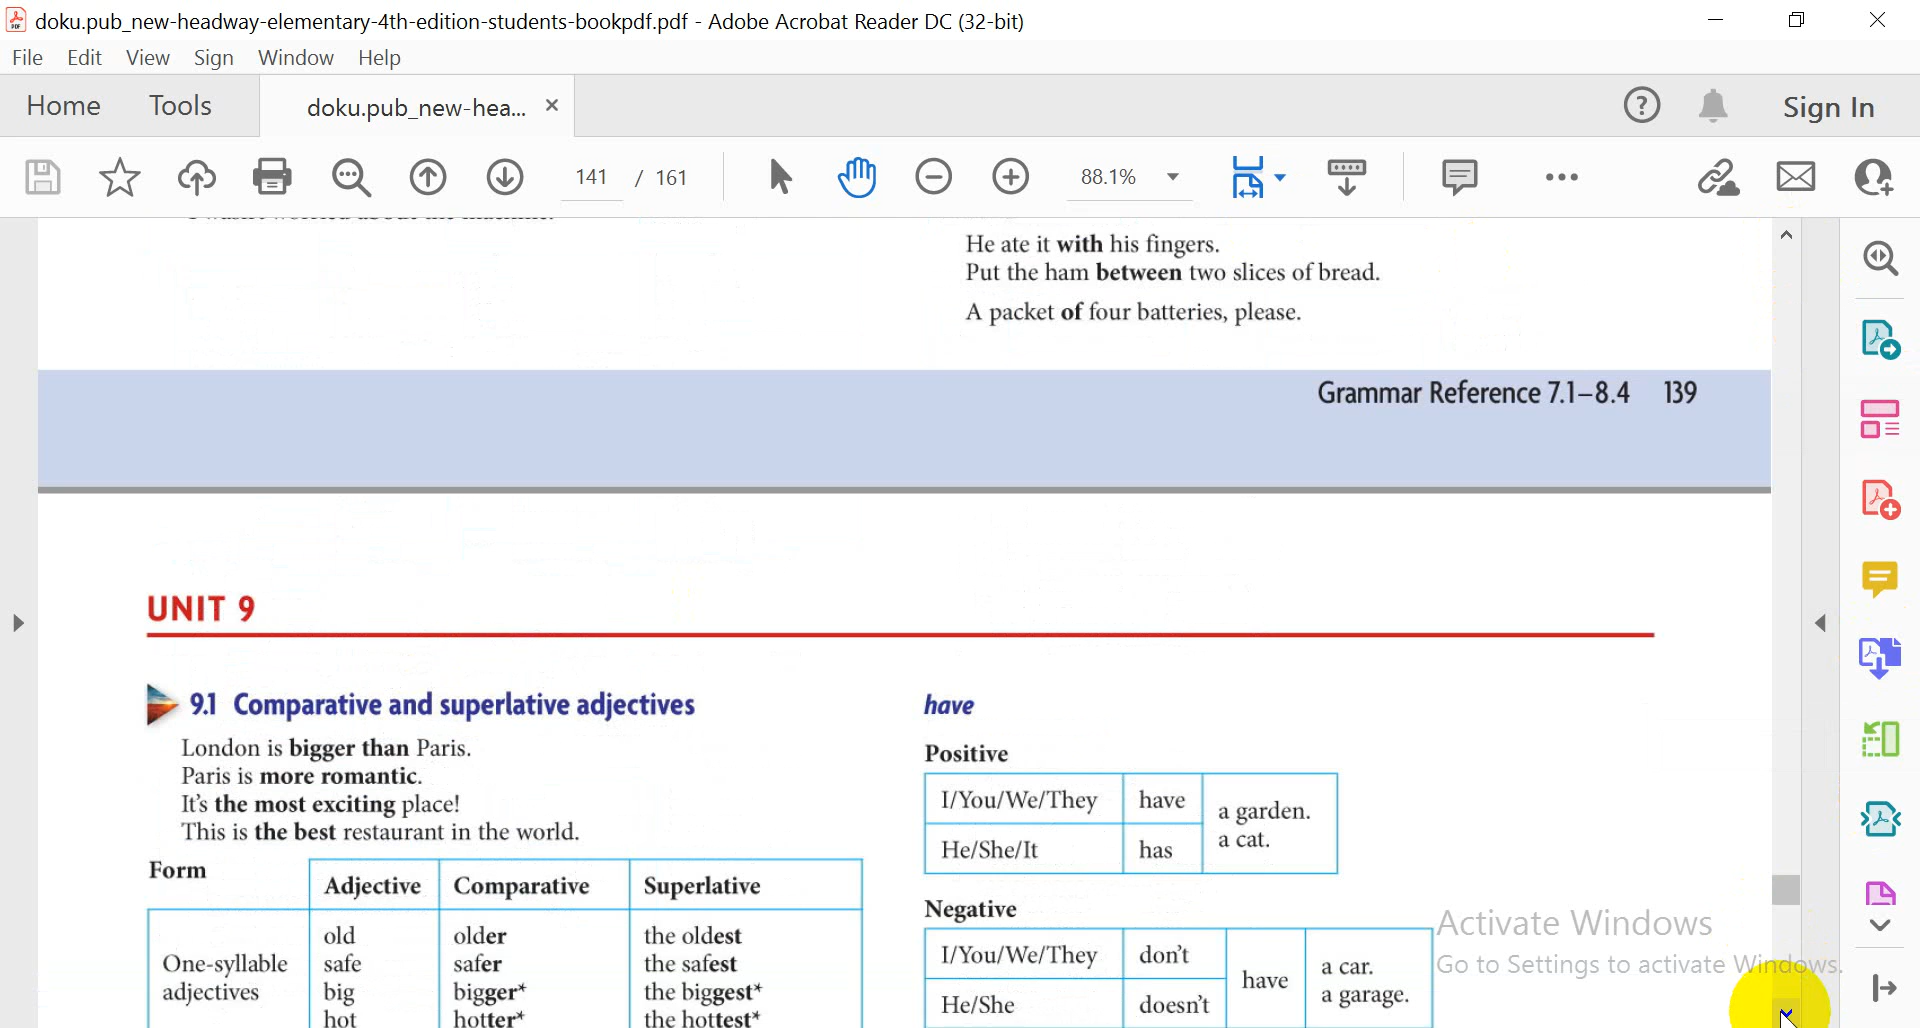 doku.pub_new-headway-elementary-4th-edition-students-bookpdf.pdf - Adobe Acrobat Reader DC (32-bit)
File Edit View Sign Window Help
Home Tools doku.pub_new-hea... × Sign In
141 / 161 88.1%
He ate it with his fingers.
Put the ham between two slices of bread.
A packet of four batteries, please.
Grammar Reference 7.1–8.4 139
UNIT 9
9.1 Comparative and superlative adjectives
London is bigger than Paris.
Paris is more romantic.
It's the most exciting place!
This is the best restaurant in the world.
Form
Adjective Comparative Superlative
One-syllable adjectives
old older the oldest
safe safer the safest
big bigger* the biggest*
hot hotter* the hottest*
have
Positive
I/You/We/They have
He/She/It has
a garden.
a cat.
Negative
I/You/We/They don't
He/She doesn't
have
a car.
a garage.
Activate Windows
Go to Settings to activate Windows.